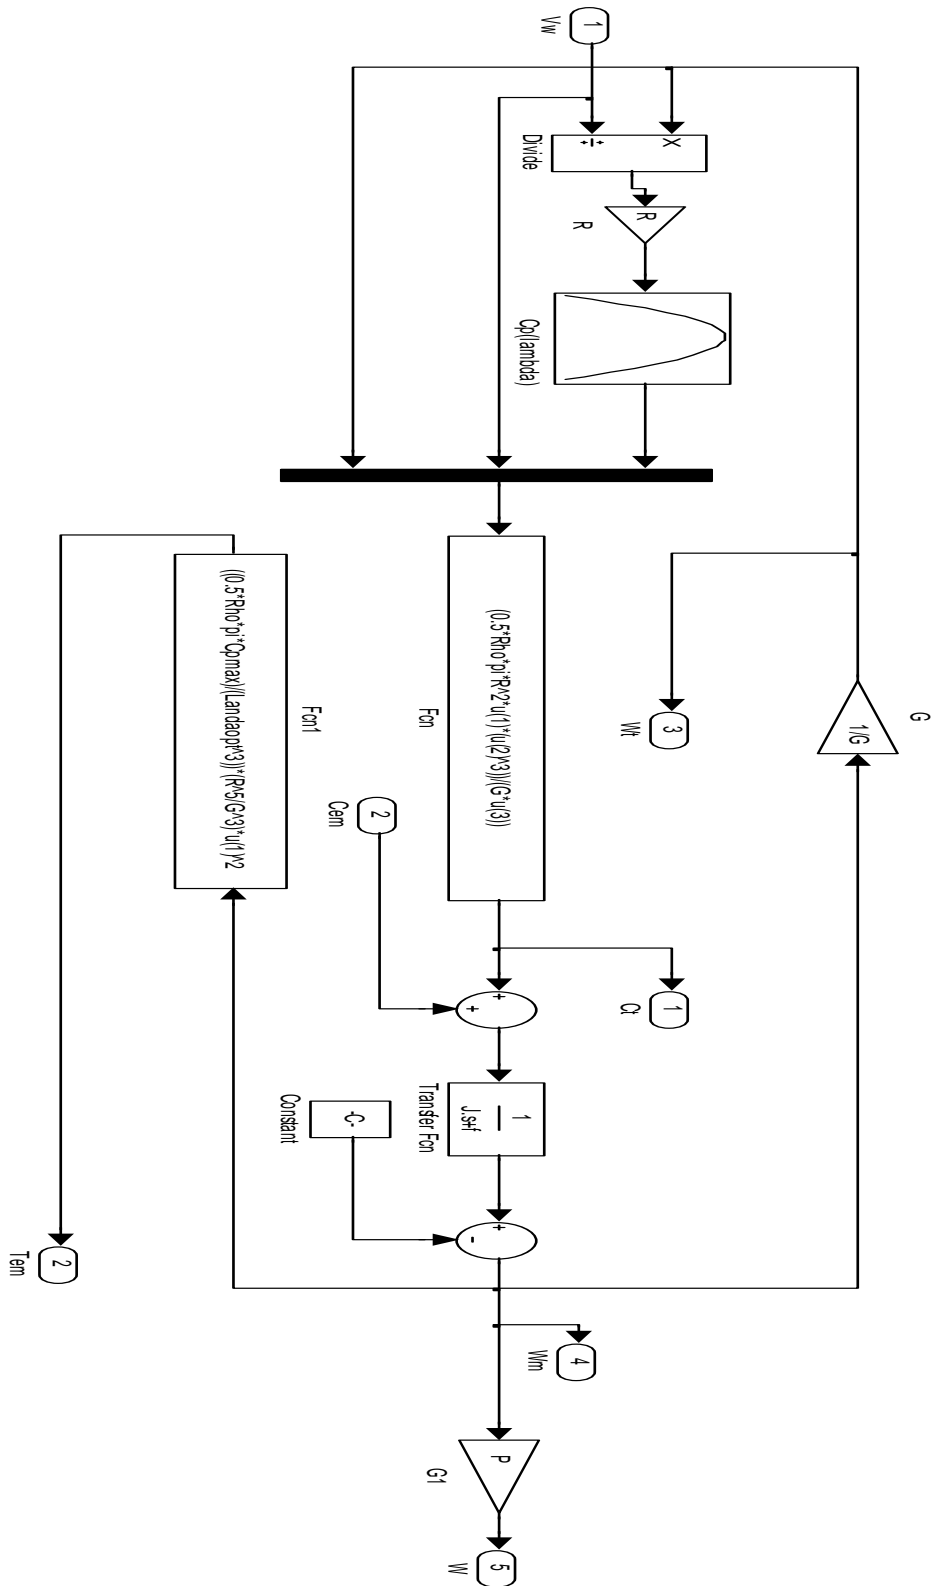 1
Vw
X
÷
Divide
R
R
Cp(lambda)
G
1/G
3
Wt
(0.5*Rho*pi*R^2*u(1)*(u(2)^3))/(G*u(3))
Fcn
((0.5*Rho*pi*Cpmax)/(Landaopt^3))*(R^5/G^3)*u(1)^2
Fcn1
2
Cem
1
Ct
+
+
1
J.s+f
Transfer Fcn
-C-
Constant
+
-
2
Tem
4
Wm
P
G1
5
W